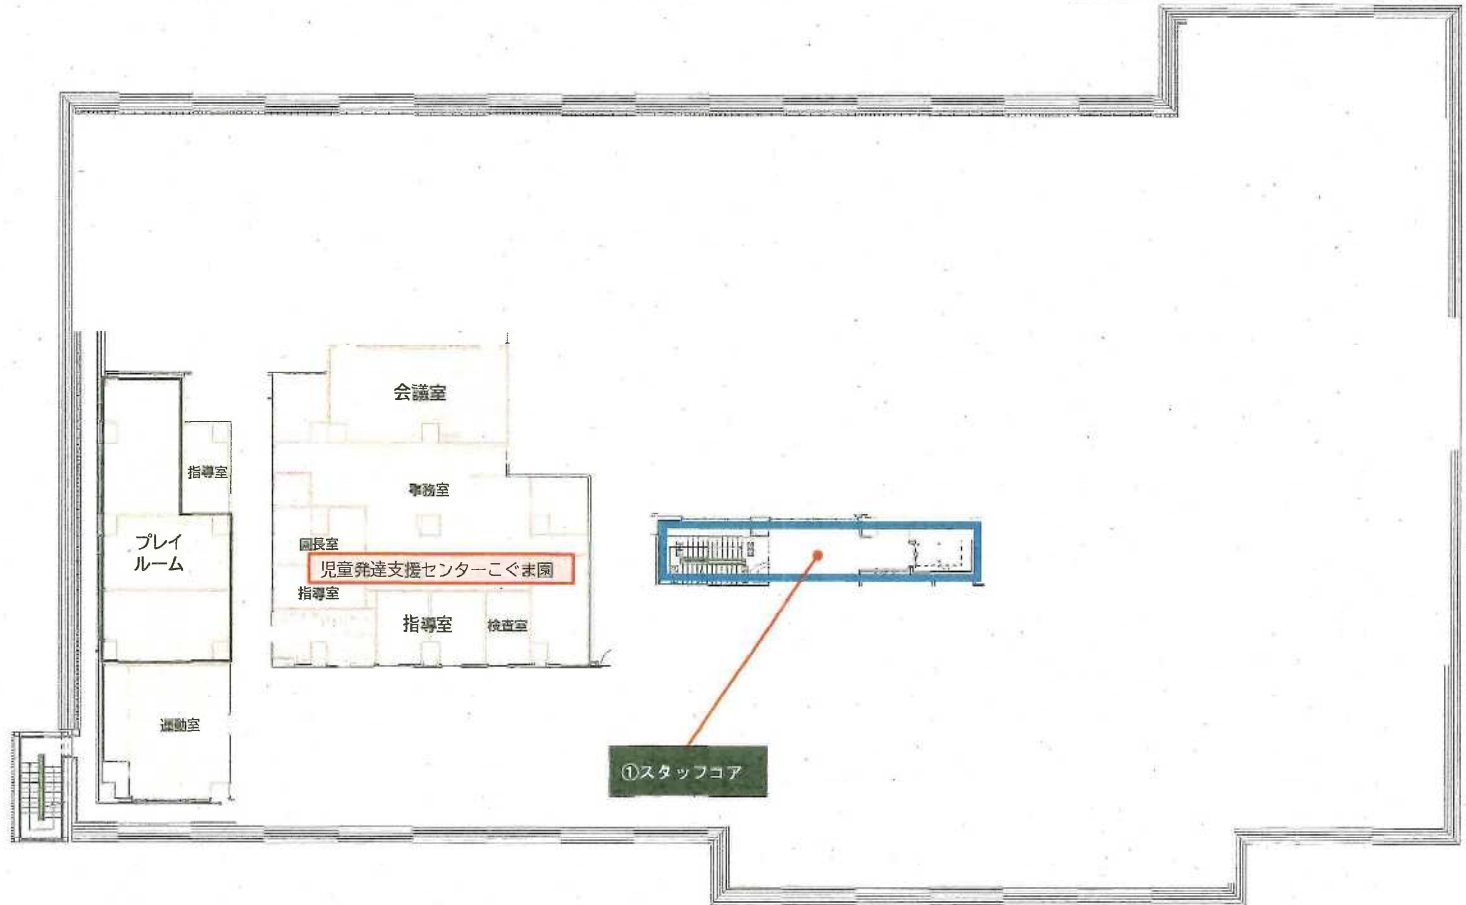 会議室
指導室
事務室
プレイ
ルーム
園長室
児童発達支援センターこぐま園
指導室
指導室
検査室
運動室
①スタッフコア